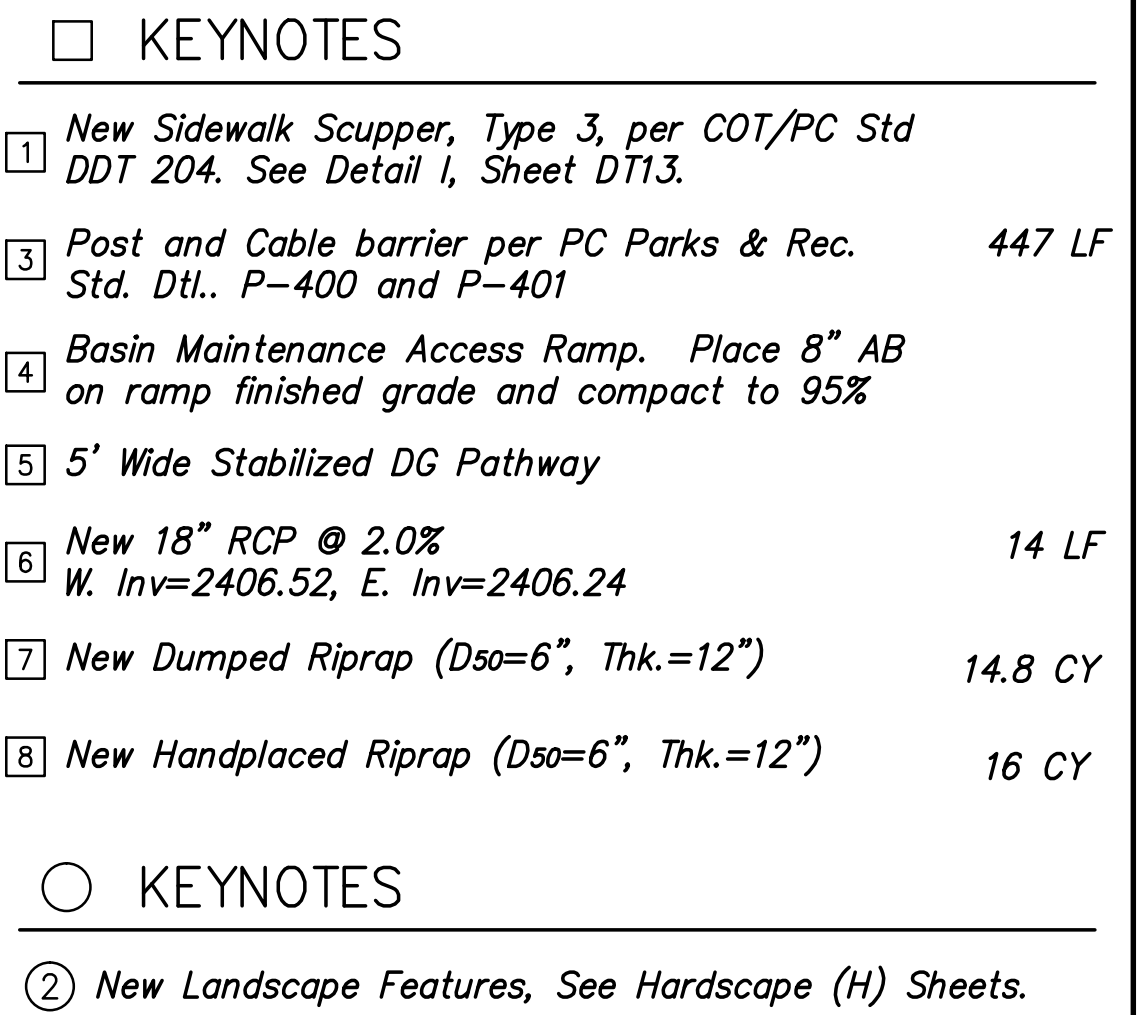 □ KEYNOTES
1 New Sidewalk Scupper, Type 3, per COT/PC Std
DDT 204. See Detail I, Sheet DT13.
3 Post and Cable barrier per PC Parks & Rec. 447 LF
Std. Dtl.. P-400 and P-401
4 Basin Maintenance Access Ramp. Place 8" AB
on ramp finished grade and compact to 95%
5 5' Wide Stabilized DG Pathway
6 New 18" RCP @ 2.0% 14 LF
W. Inv=2406.52, E. Inv=2406.24
7 New Dumped Riprap (D50=6", Thk.=12") 14.8 CY
8 New Handplaced Riprap (D50=6", Thk.=12") 16 CY
○ KEYNOTES
2 New Landscape Features, See Hardscape (H) Sheets.